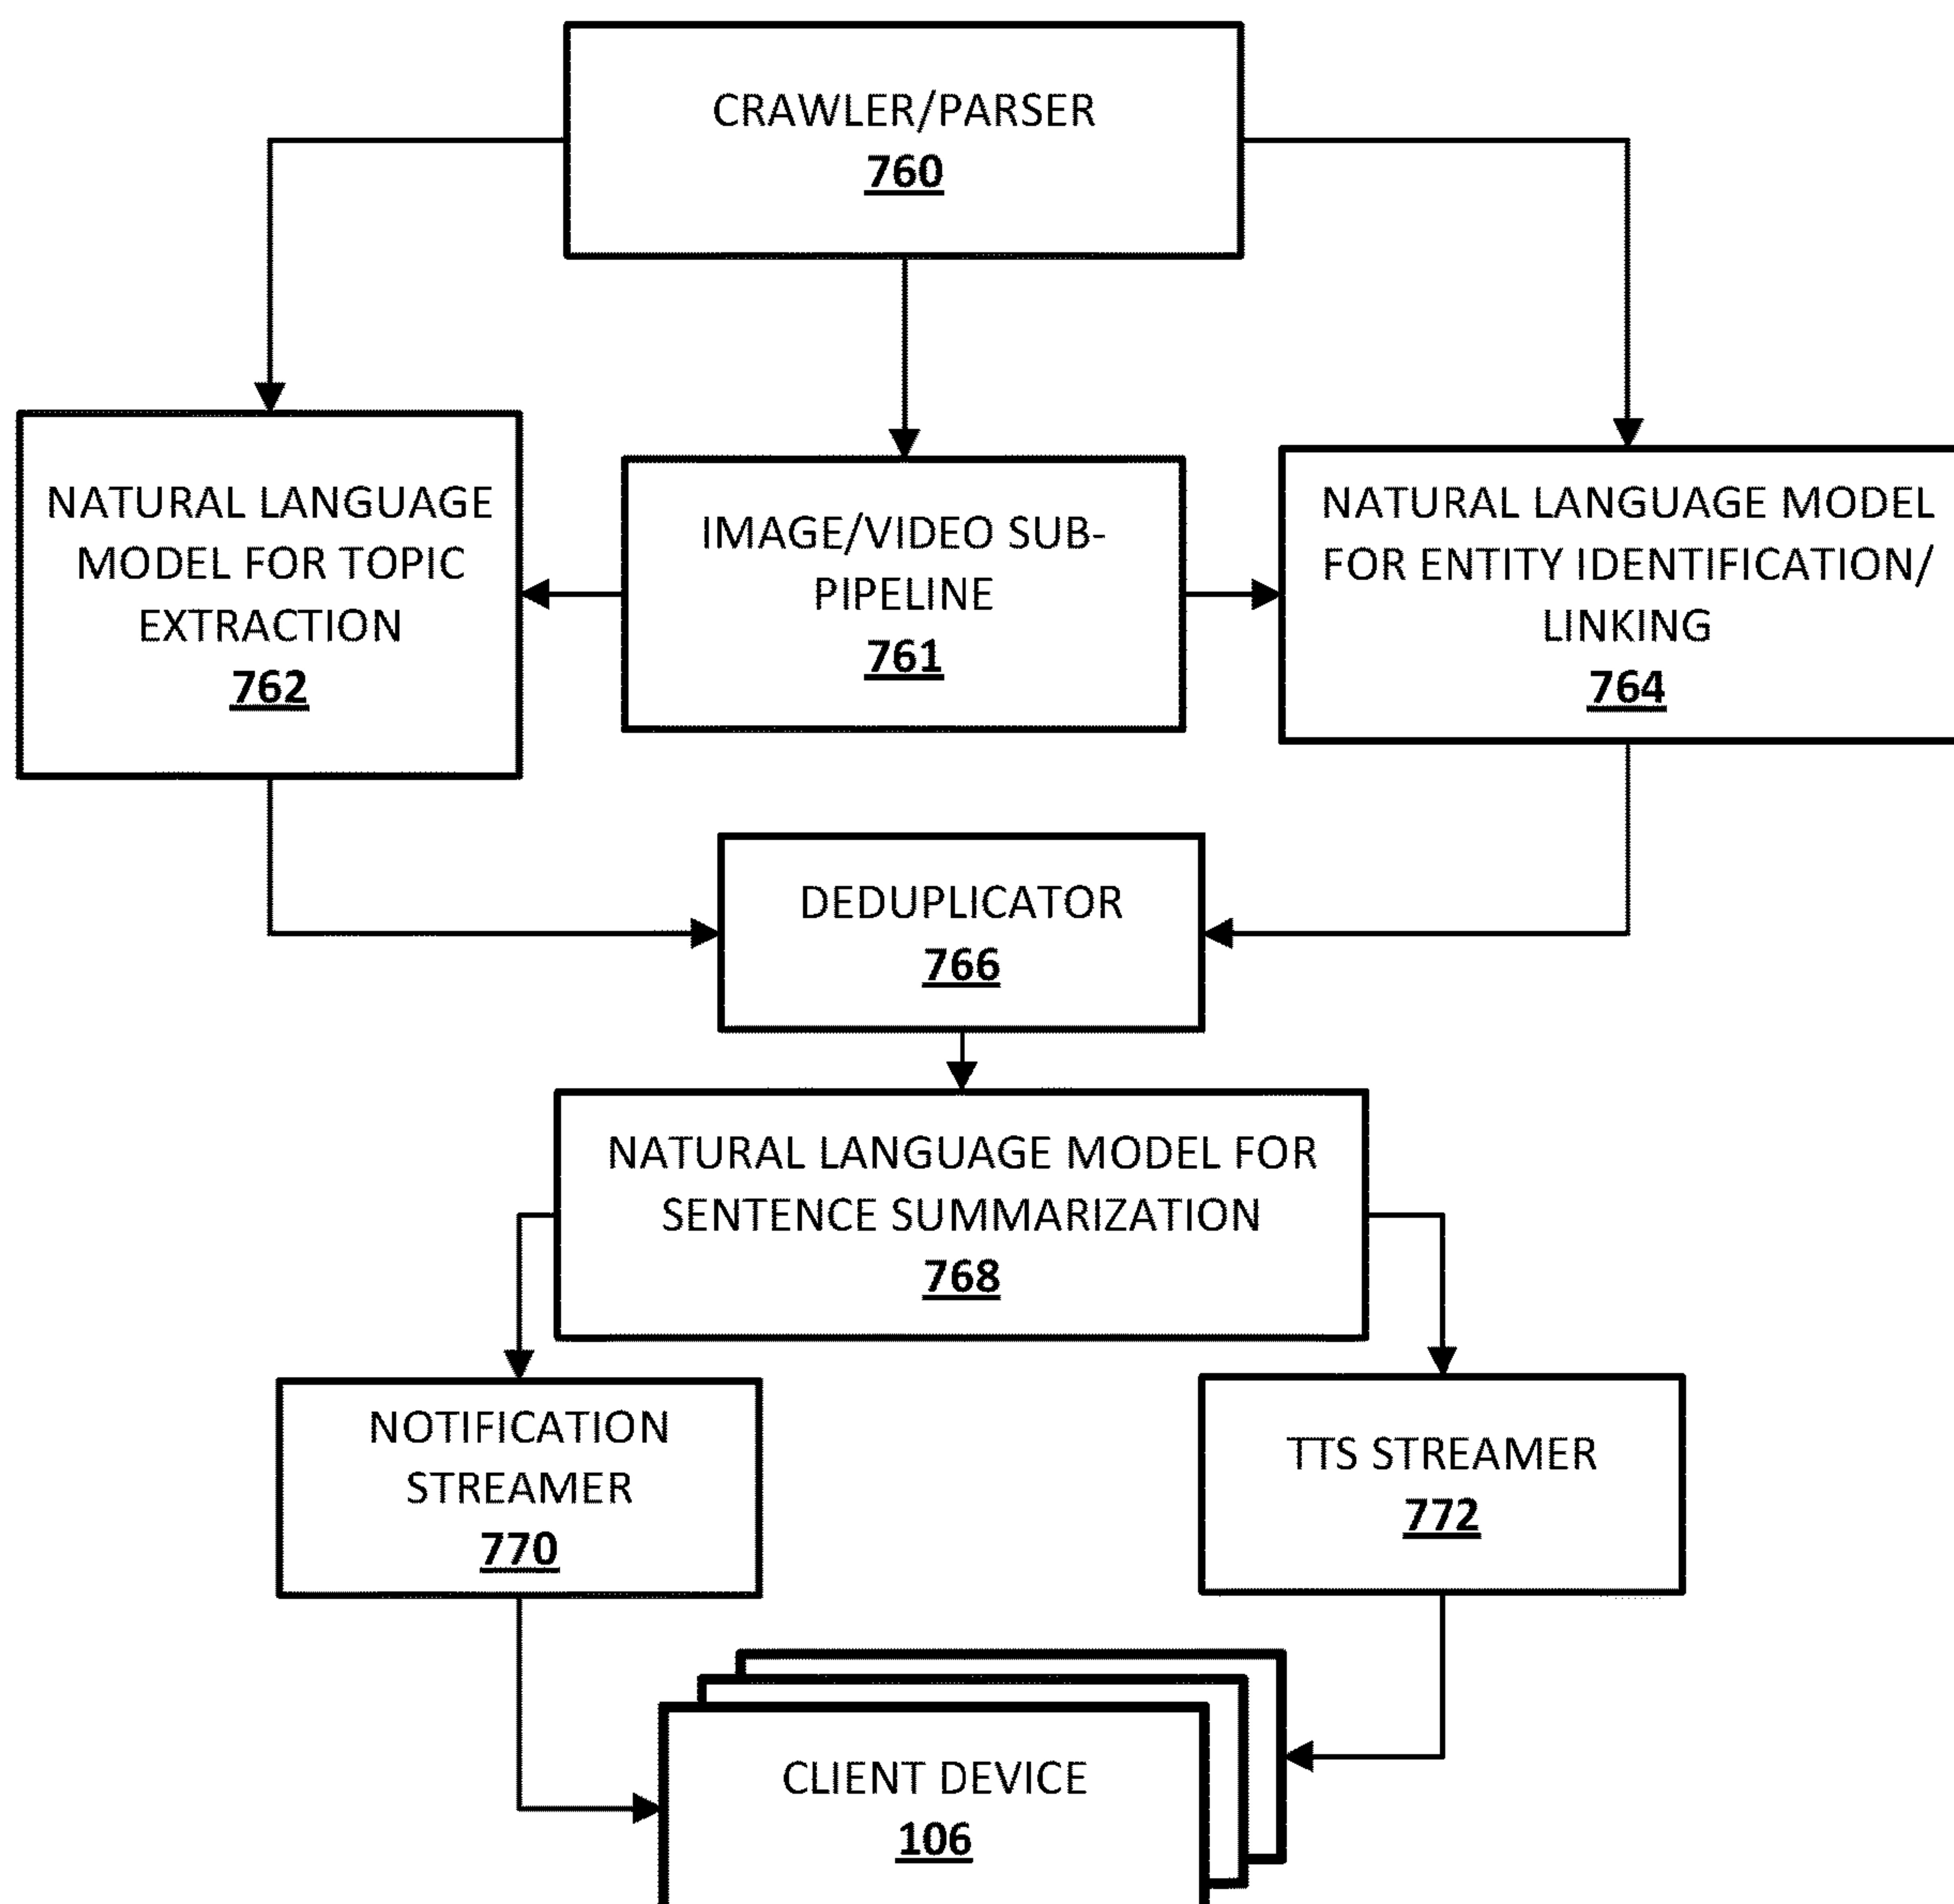 CRAWLER/PARSER
760
NATURAL LANGUAGE
MODEL FOR TOPIC
EXTRACTION
762
IMAGE/VIDEO SUB-
PIPELINE
761
NATURAL LANGUAGE MODEL
FOR ENTITY IDENTIFICATION/
LINKING
764
DEDUPLICATOR
766
NATURAL LANGUAGE MODEL FOR
SENTENCE SUMMARIZATION
768
NOTIFICATION
STREAMER
770
TTS STREAMER
772
CLIENT DEVICE
106